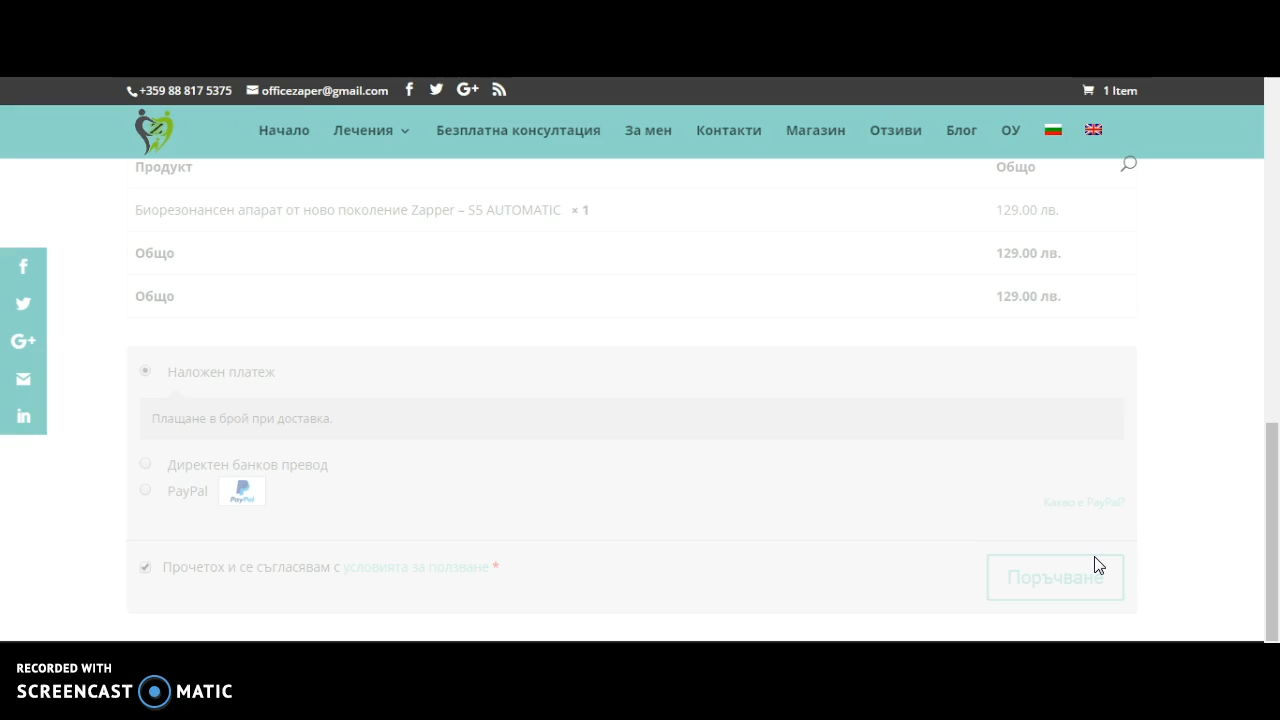 +359 88 817 5375 officezaper@gmail.com 1 Item
Начало Лечения Безплатна консултация За мен Контакти Магазин Отзиви Блог ОУ
Продукт Общо
Биорезонансен апарат от ново поколение Zapper – S5 AUTOMATIC × 1 129.00 лв.
Общо 129.00 лв.
Общо 129.00 лв.
Наложен платеж
Плащане в брой при доставка.
Директен банков превод
PayPal PayPal
Какво е PayPal?
Прочетох и се съгласявам с условията за ползване *
Поръчване
RECORDED WITH
SCREENCAST MATIC